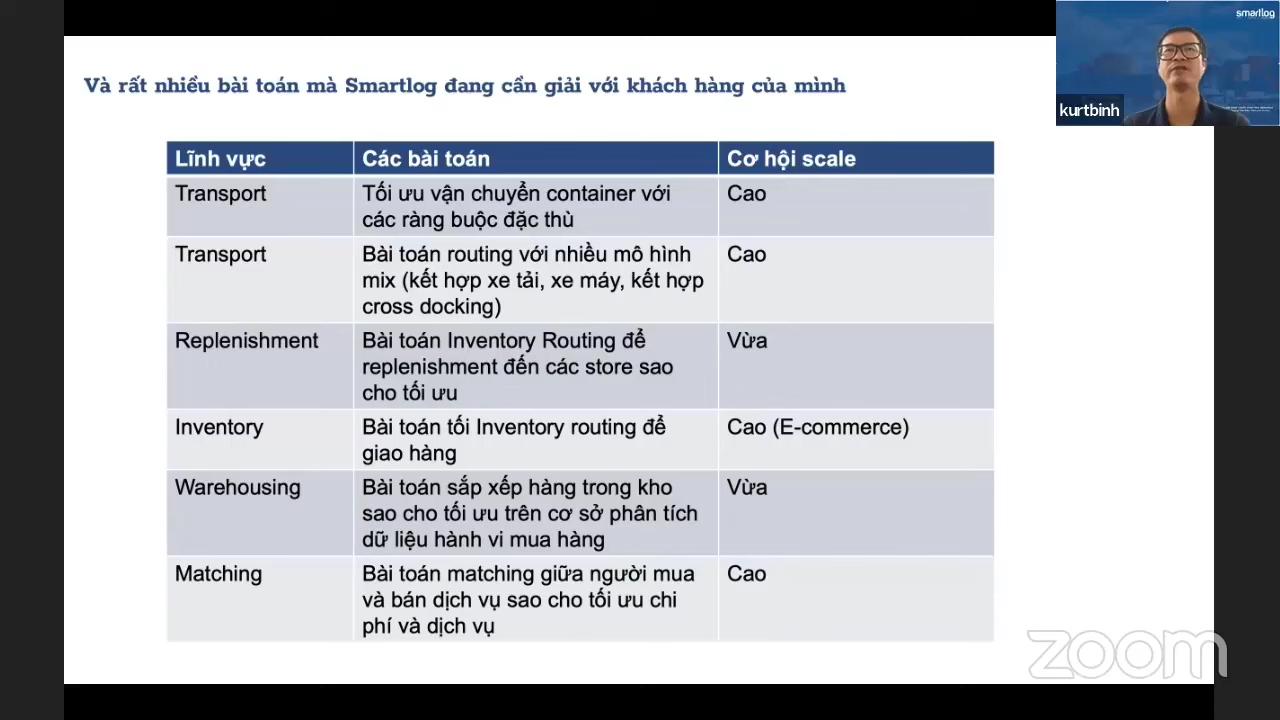 smartlog
kurtbinh
Và rất nhiều bài toán mà Smartlog đang cần giải với khách hàng của mình
Lĩnh vực
Các bài toán
Cơ hội scale
Transport
Tối ưu vận chuyển container với
các ràng buộc đặc thù
Cao
Transport
Bài toán routing với nhiều mô hình
mix (kết hợp xe tải, xe máy, kết hợp
cross docking)
Cao
Replenishment
Bài toán Inventory Routing để
replenishment đến các store sao
cho tối ưu
Vừa
Inventory
Bài toán tối Inventory routing để
giao hàng
Cao (E-commerce)
Warehousing
Bài toán sắp xếp hàng trong kho
sao cho tối ưu trên cơ sở phân tích
dữ liệu hành vi mua hàng
Vừa
Matching
Bài toán matching giữa người mua
và bán dịch vụ sao cho tối ưu chi
phí và dịch vụ
Cao
zoom